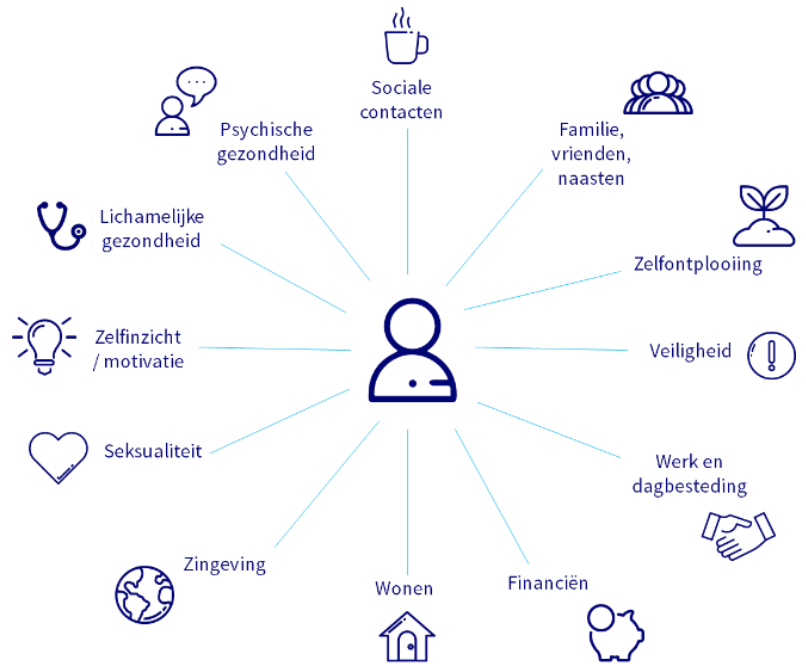 Sociale
contacten
Familie,
vrienden,
naasten
Zelfontplooiing
Veiligheid
Werk en
dagbesteding
Financiën
Wonen
Zingeving
Seksualiteit
Zelfinzicht
/ motivatie
Lichamelijke
gezondheid
Psychische
gezondheid